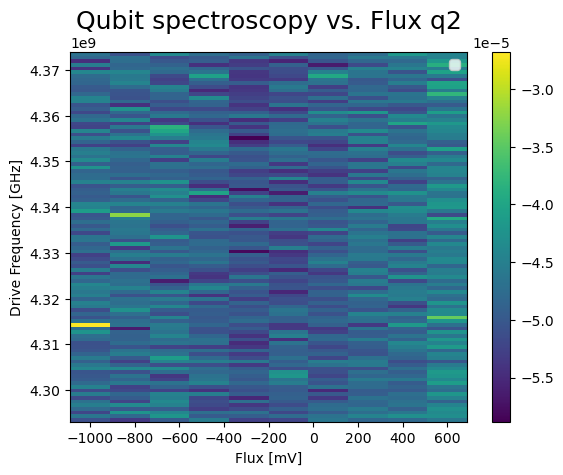 Qubit spectroscopy vs. Flux q2
1e9
1e−5
4.37
4.36
4.35
4.34
4.33
4.32
4.31
4.30
Drive Frequency [GHz]
−1000 −800 −600 −400 −200 0 200 400 600
Flux [mV]
−3.0
−3.5
−4.0
−4.5
−5.0
−5.5